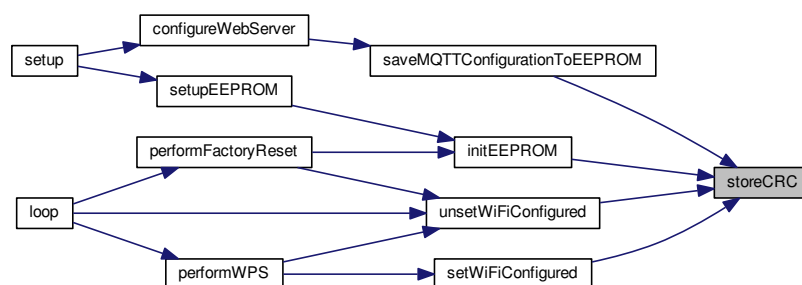 configureWebServer
setup
saveMQTTConfigurationToEEPROM
setupEEPROM
performFactoryReset
initEEPROM
storeCRC
loop
unsetWiFiConfigured
performWPS
setWiFiConfigured